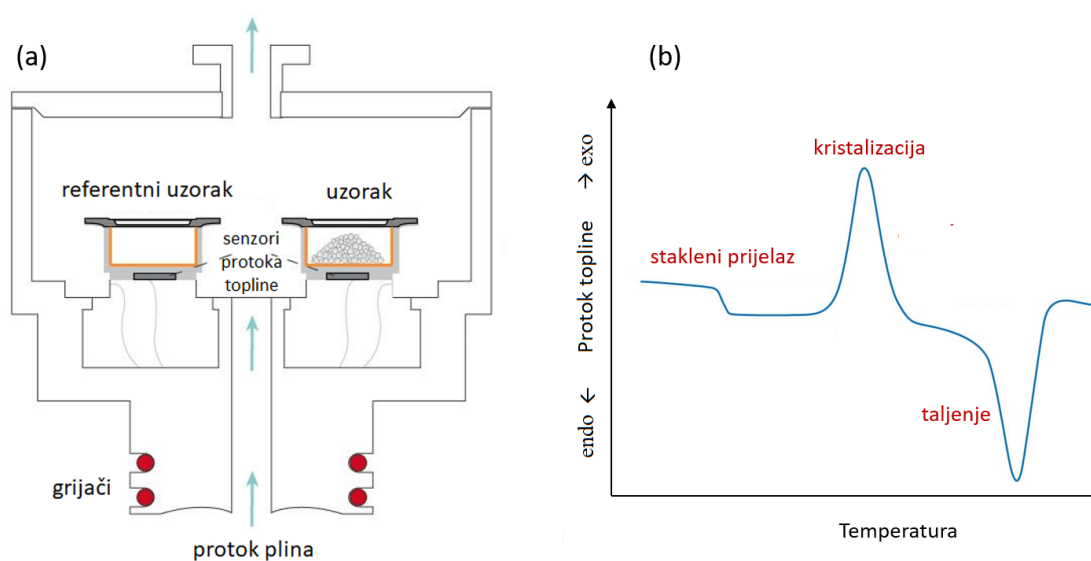 (a)
referentni uzorak
uzorak
senzori
protoka
topline
grijači
protok plina
(b)
kristalizacija
stakleni prijelaz
taljenje
endo ← Protok topline → exo
Temperatura